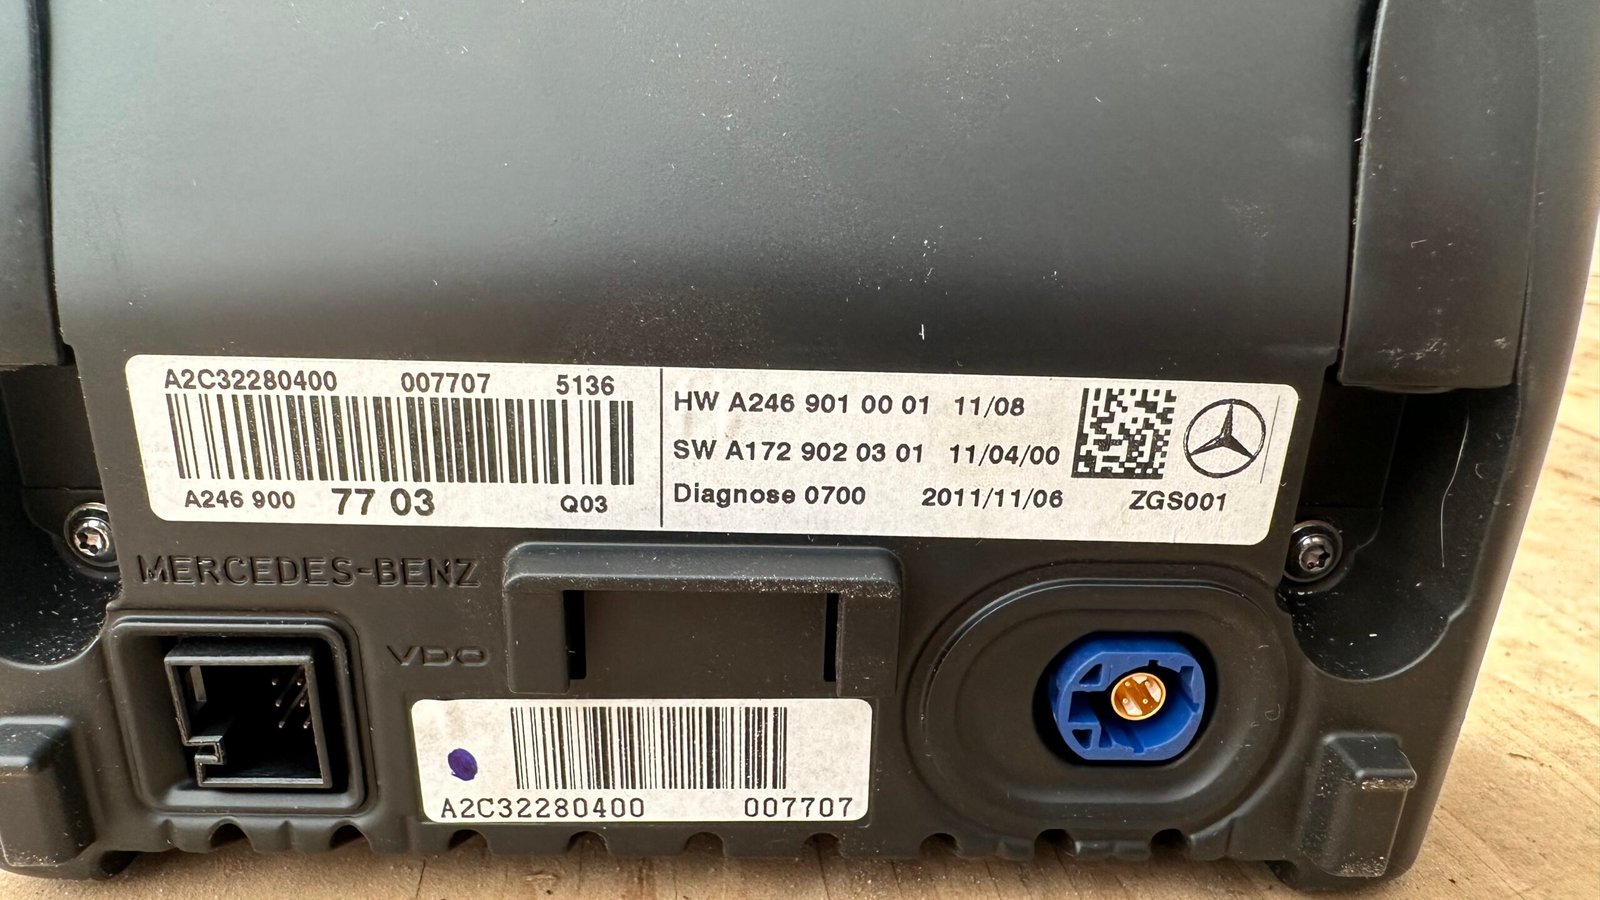 A2C32280400 007707 5136
A246 900 77 03 Q03
HW A246 901 00 01 11/08
SW A172 902 03 01 11/04/00
Diagnose 0700 2011/11/06 ZGS001
MERCEDES-BENZ
VDO
A2C32280400 007707